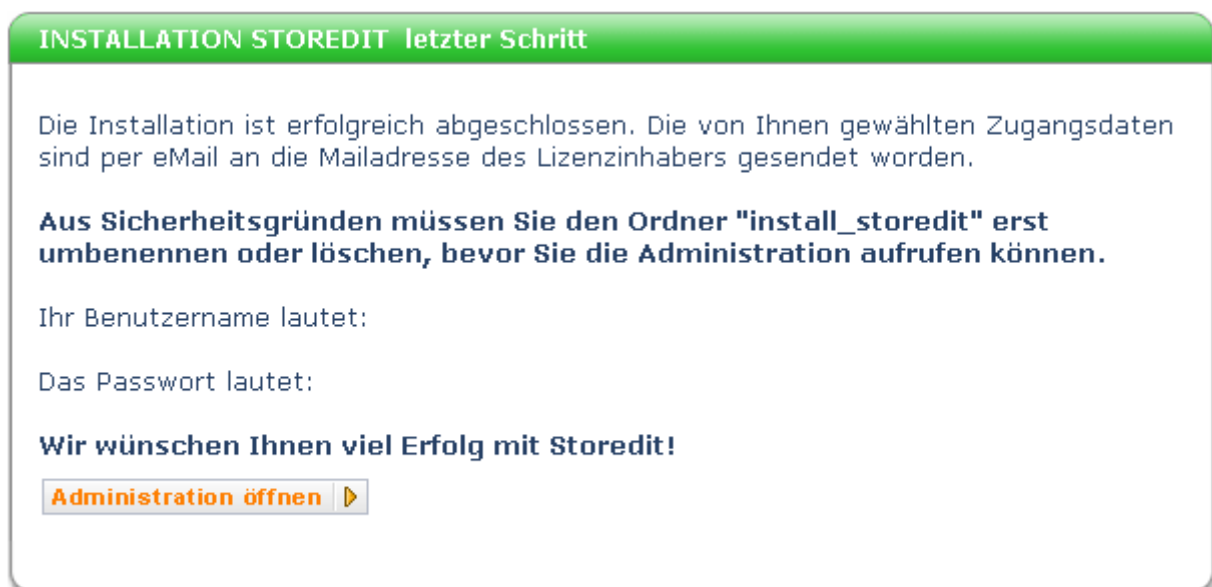 INSTALLATION STOREDIT letzter Schritt
Die Installation ist erfolgreich abgeschlossen. Die von Ihnen gewählten Zugangsdaten
sind per eMail an die Mailadresse des Lizenzinhabers gesendet worden.
Aus Sicherheitsgründen müssen Sie den Ordner "install_storedit" erst
umbenennen oder löschen, bevor Sie die Administration aufrufen können.
Ihr Benutzername lautet:
Das Passwort lautet:
Wir wünschen Ihnen viel Erfolg mit Storedit!
Administration öffnen